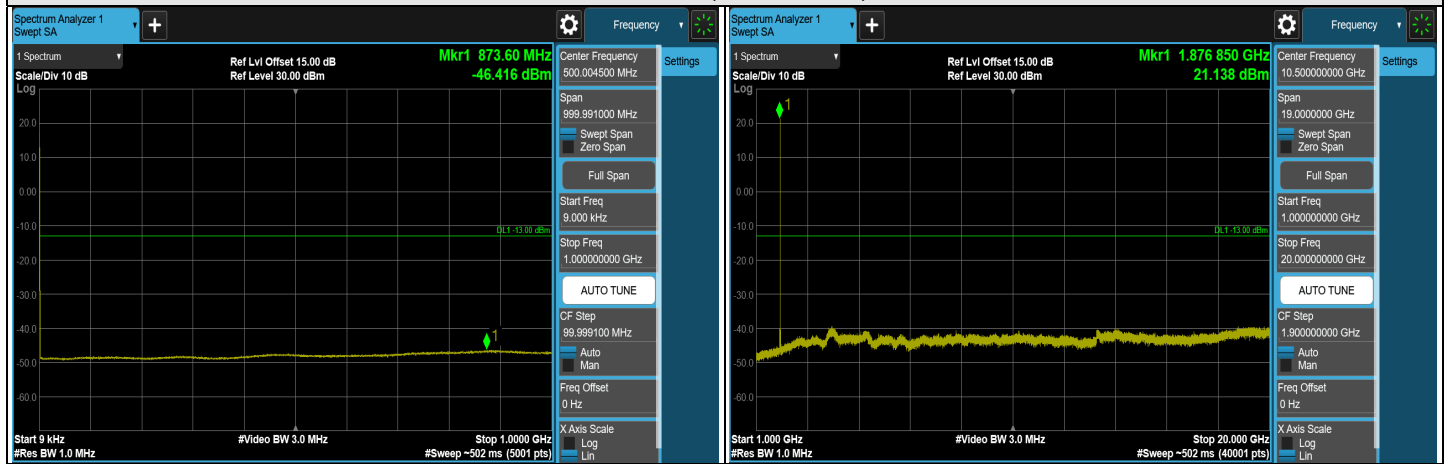 Spectrum Analyzer 1
Swept SA
+
Frequency
1 Spectrum
Scale/Div 10 dB
Log
Ref Lvl Offset 15.00 dB
Ref Level 30.00 dBm
Mkr1 873.60 MHz
-46.416 dBm
20.0
10.0
0.00
-10.0
-20.0
-30.0
-40.0
-50.0
-60.0
DL1 -13.00 dBm
1
Start 9 kHz
#Res BW 1.0 MHz
#Video BW 3.0 MHz
Stop 1.0000 GHz
#Sweep ~502 ms (5001 pts)
Center Frequency
500.004500 MHz
Span
999.991000 MHz
Swept Span
Zero Span
Full Span
Start Freq
9.000 kHz
Stop Freq
1.000000000 GHz
AUTO TUNE
CF Step
99.999100 MHz
Auto
Man
Freq Offset
0 Hz
X Axis Scale
Log
Lin
Settings
Spectrum Analyzer 1
Swept SA
+
Frequency
1 Spectrum
Scale/Div 10 dB
Log
Ref Lvl Offset 15.00 dB
Ref Level 30.00 dBm
Mkr1 1.876 850 GHz
21.138 dBm
1
20.0
10.0
0.00
-10.0
-20.0
-30.0
-40.0
-50.0
-60.0
DL1 -13.00 dBm
Start 1.000 GHz
#Res BW 1.0 MHz
#Video BW 3.0 MHz
Stop 20.000 GHz
#Sweep ~502 ms (40001 pts)
Center Frequency
10.500000000 GHz
Span
19.0000000 GHz
Swept Span
Zero Span
Full Span
Start Freq
1.000000000 GHz
Stop Freq
20.000000000 GHz
AUTO TUNE
CF Step
1.900000000 GHz
Auto
Man
Freq Offset
0 Hz
X Axis Scale
Log
Lin
Settings